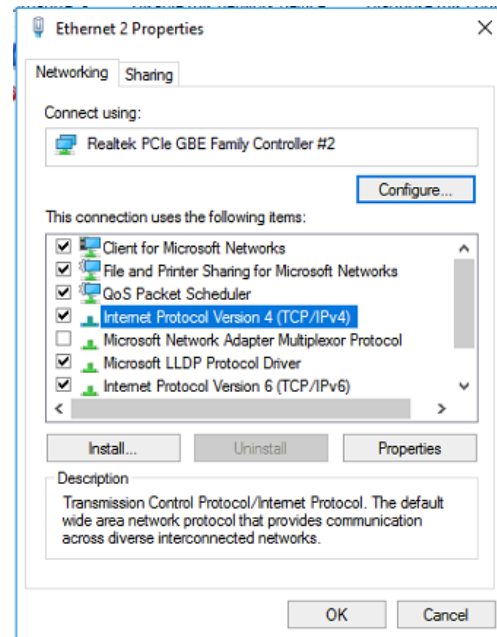 Ethernet 2 Properties
Networking
Sharing
Connect using:
Realtek PCIe GBE Family Controller #2
Configure...
This connection uses the following items:
Client for Microsoft Networks
File and Printer Sharing for Microsoft Networks
QoS Packet Scheduler
Internet Protocol Version 4 (TCP/IPv4)
Microsoft Network Adapter Multiplexor Protocol
Microsoft LLDP Protocol Driver
Internet Protocol Version 6 (TCP/IPv6)
Install...
Uninstall
Properties
Description
Transmission Control Protocol/Internet Protocol. The default
wide area network protocol that provides communication
across diverse interconnected networks.
OK
Cancel